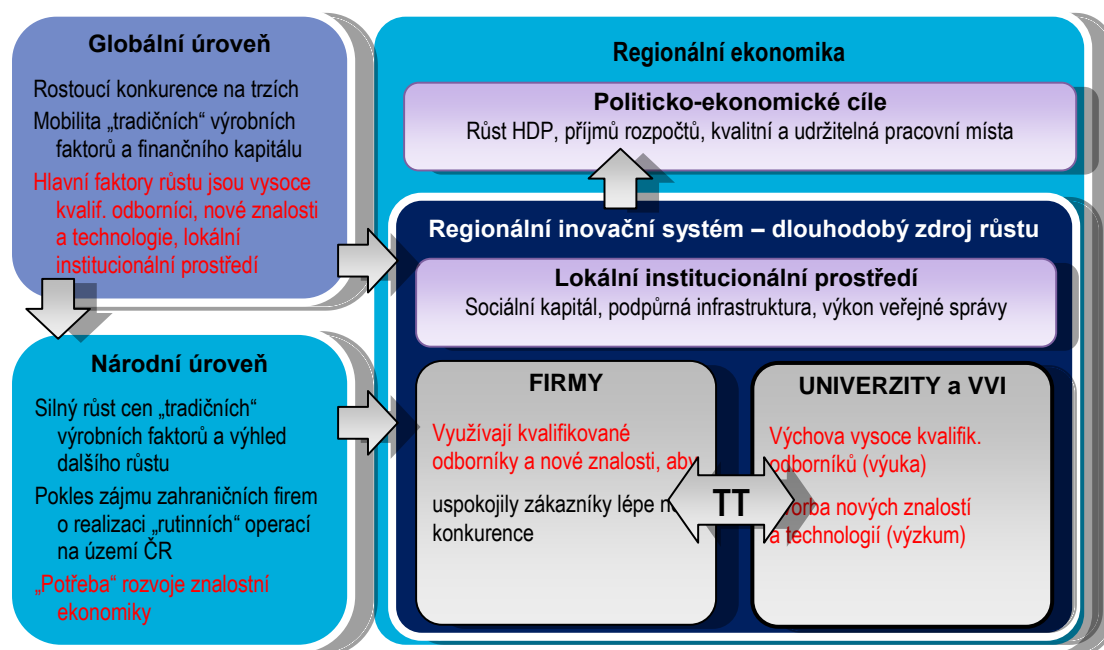 Globální úroveň
Rostoucí konkurence na trzích
Mobilita „tradičních“ výrobních
faktorů a finančního kapitálu
Hlavní faktory růstu jsou vysoce
kvalif. odborníci, nové znalosti
a technologie, lokální
institucionální prostředí
Národní úroveň
Silný růst cen „tradičních“
výrobních faktorů a výhled
dalšího růstu
Pokles zájmu zahraničních firem
o realizaci „rutinních“ operací
na území ČR
„Potřeba“ rozvoje znalostní
ekonomiky
Regionální ekonomika
Politicko-ekonomické cíle
Růst HDP, příjmů rozpočtů, kvalitní a udržitelná pracovní místa
Regionální inovační systém – dlouhodobý zdroj růstu
Lokální institucionální prostředí
Sociální kapitál, podpůrná infrastruktura, výkon veřejné správy
FIRMY
Využívají kvalifikované
odborníky a nové znalosti, aby
uspokojily zákazníky lépe
konkurence
TT
UNIVERZITY a VVI
Výchova vysoce kvalifik.
odborníků (výuka)
nových znalostí
a technologií (výzkum)